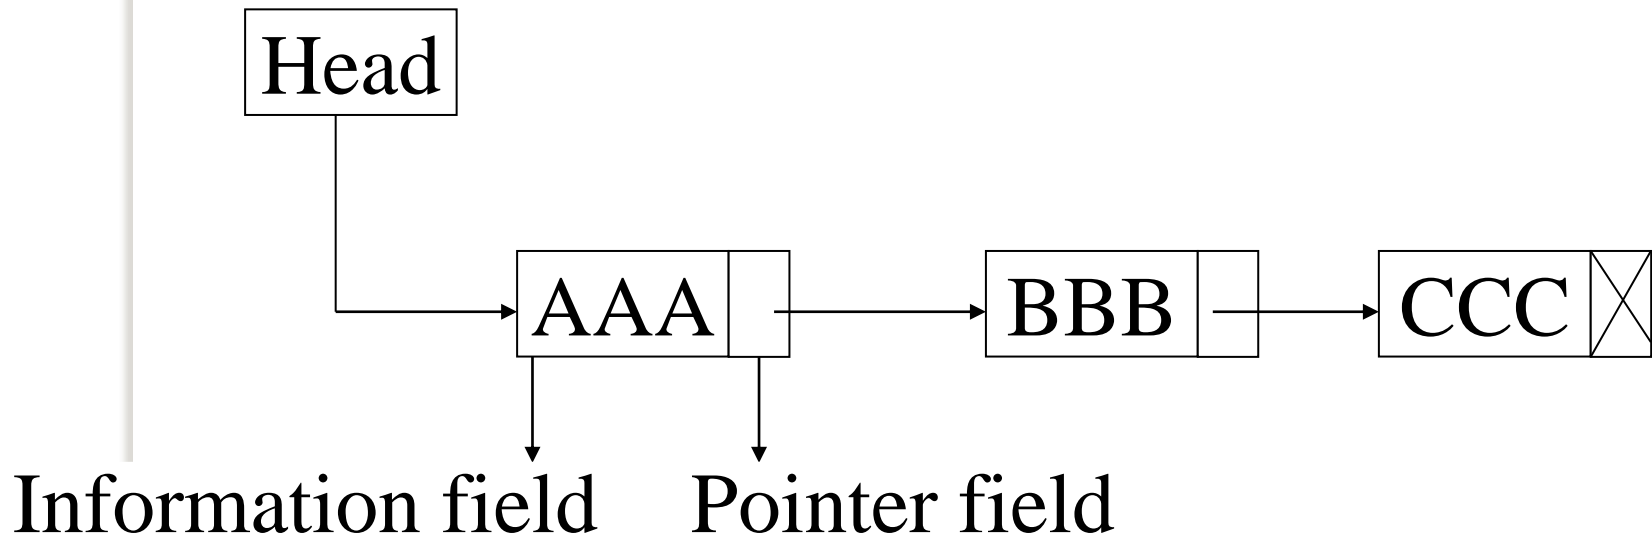 Head
AAA BBB CCC
Information field Pointer field